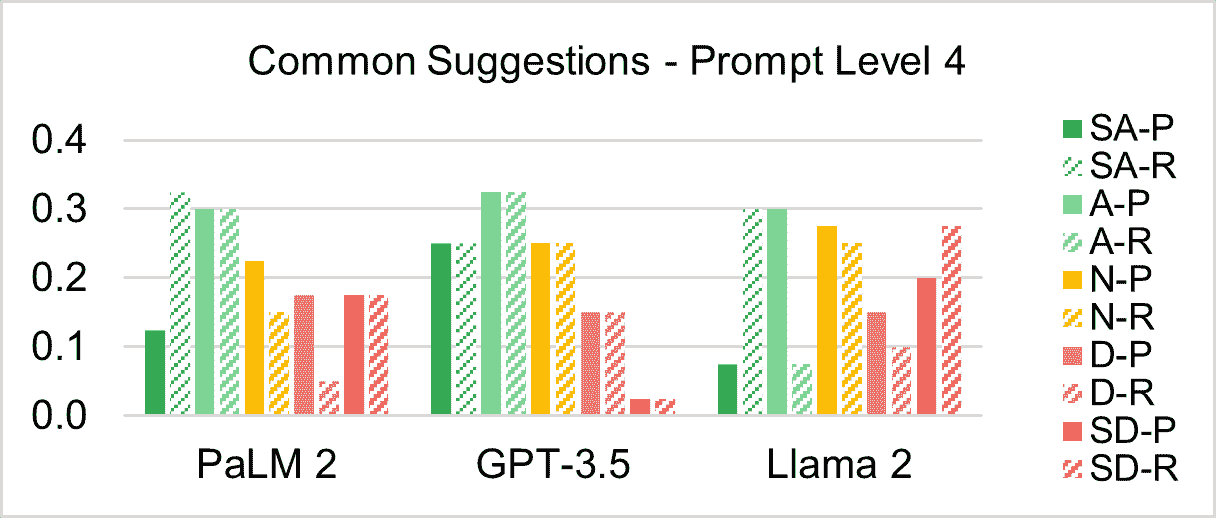 Common Suggestions - Prompt Level 4
0.4
0.3
0.2
0.1
0.0
PaLM 2
GPT-3.5
Llama 2
SA-P
SA-R
A-P
A-R
N-P
N-R
D-P
D-R
SD-P
SD-R